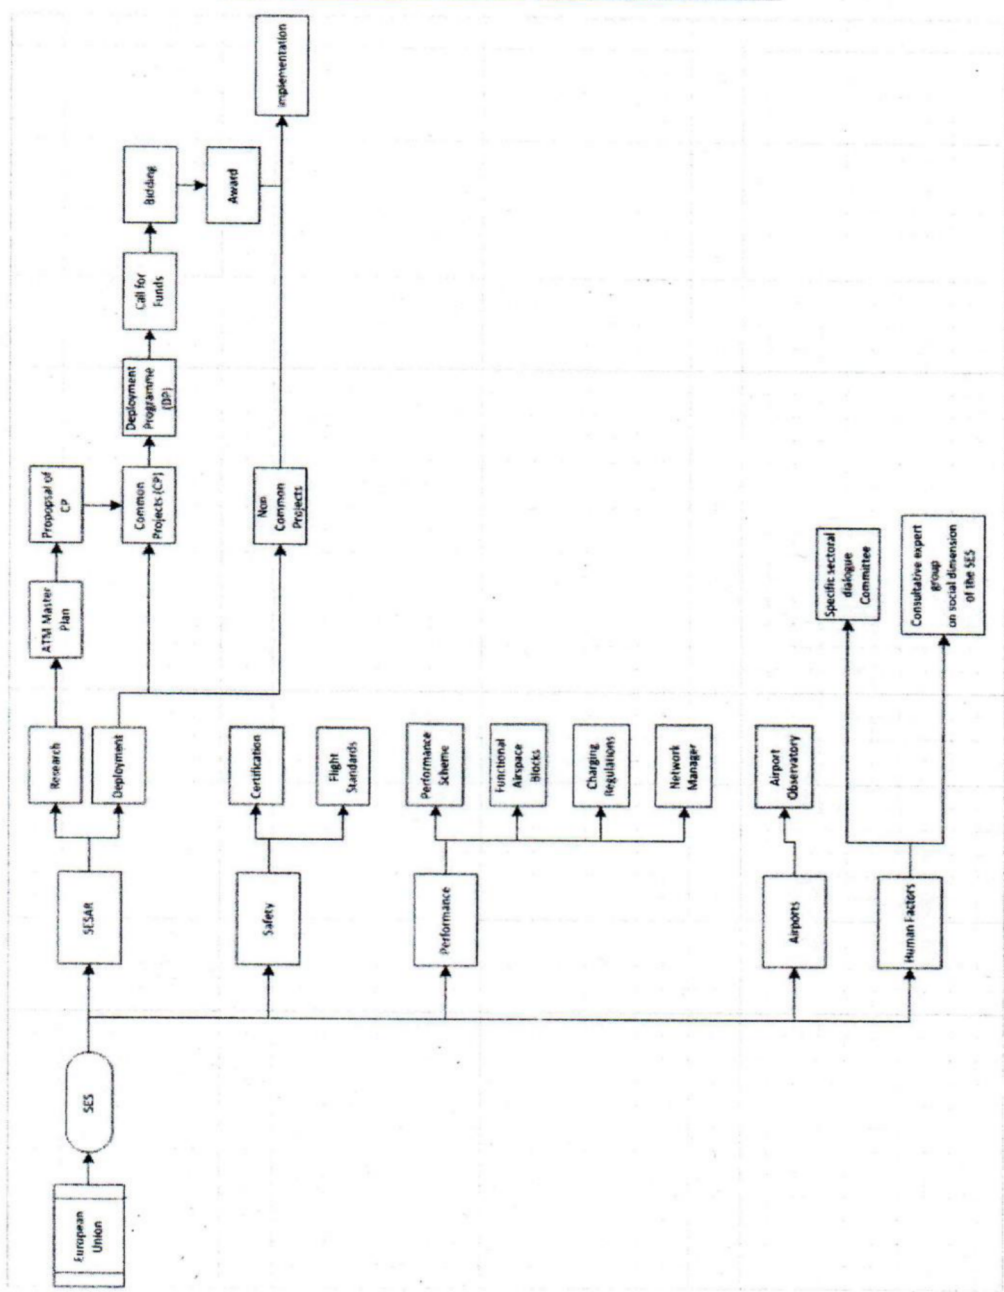 European
Union
SES
SESAR
Research
ATM Master
Plan
Propopsal of
CP
Deployment
Common
Projects (CP)
Deployment
Programme
(DP)
Call for
Funds
Bidding
Award
Non
Common
Projects
Implementation
Safety
Certification
Flight
Standards
Performance
Performance
Scheme
Functional
Airspace
Blocks
Charging
Regulations
Network
Manager
Airports
Airport
Observatory
Human Factors
Specific sectoral
dialogue
Committee
Consultative expert
group
on social dimension
of the SES